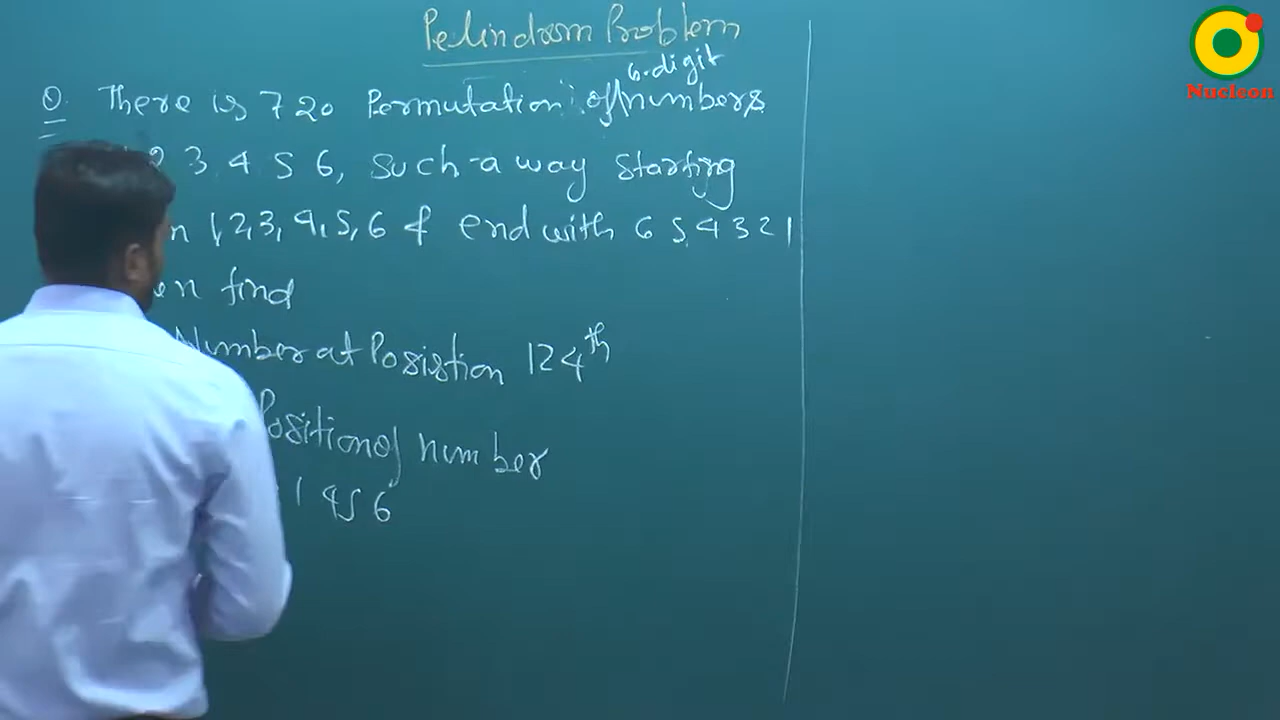 Pelindrom Problem
6-digit
Q. There is 720 Permutation of numbers
2 3 4 5 6, such-a way starting
n 1,2,3, 4,5,6 & end with 6 5 4 3 2 1
en find
Number at Posistion 124th
Position of number
1 4 5 6
Nucleon